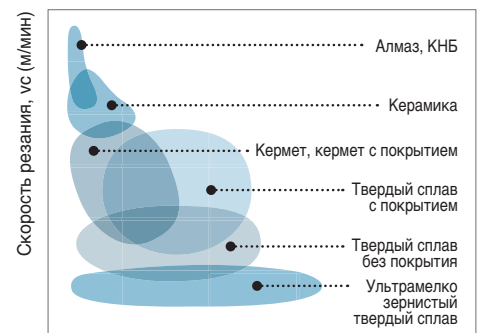 Скорость резания, vc (м/мин)
Алмаз, КНБ
Керамика
Кермет, кермет с покрытием
Твердый сплав
с покрытием
Твердый сплав
без покрытия
Ультрамелко
зернистый
твердый сплав